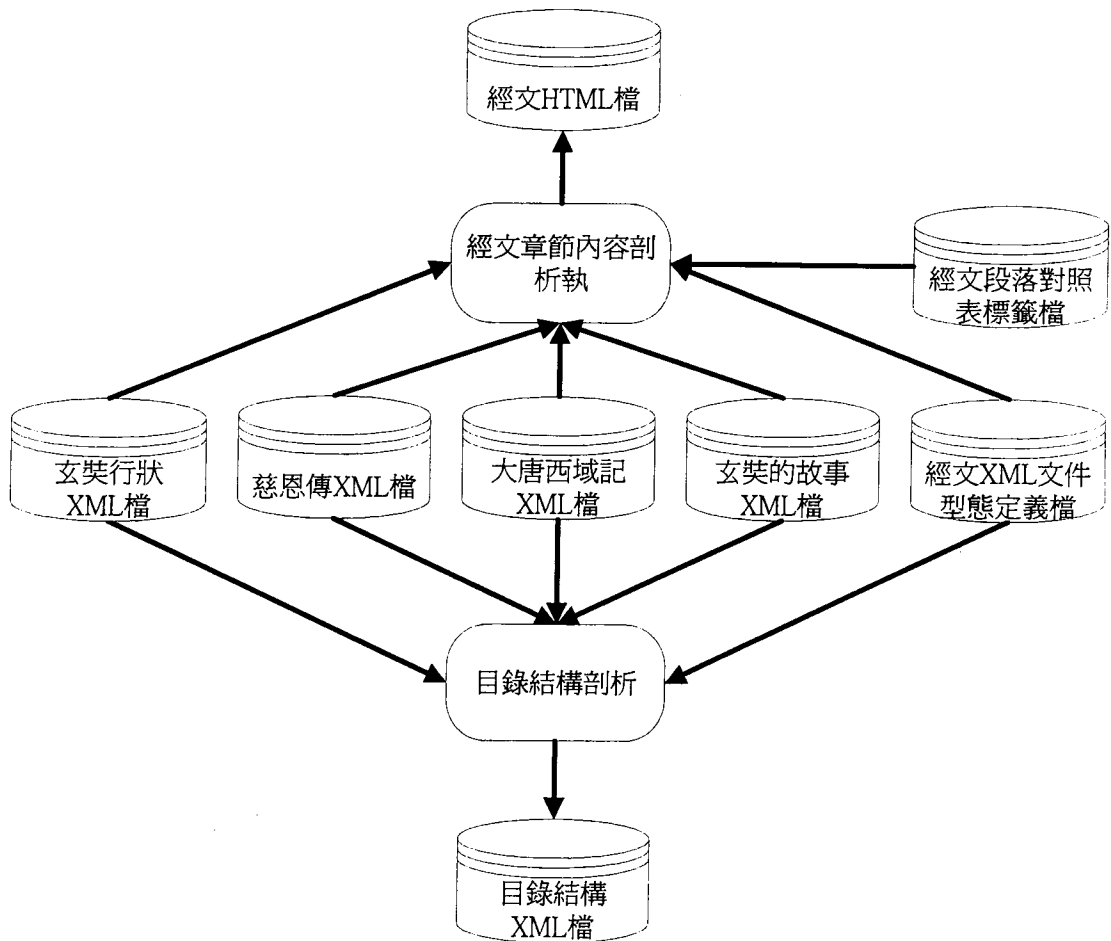 經文HTML檔
經文章節內容剖
析執
經文段落對照
表標籤檔
玄奘行狀
XML檔
慈恩傳XML檔
大唐西域記
XML檔
玄奘的故事
XML檔
經文XML文件
型態定義檔
目錄結構剖析
目錄結構
XML檔